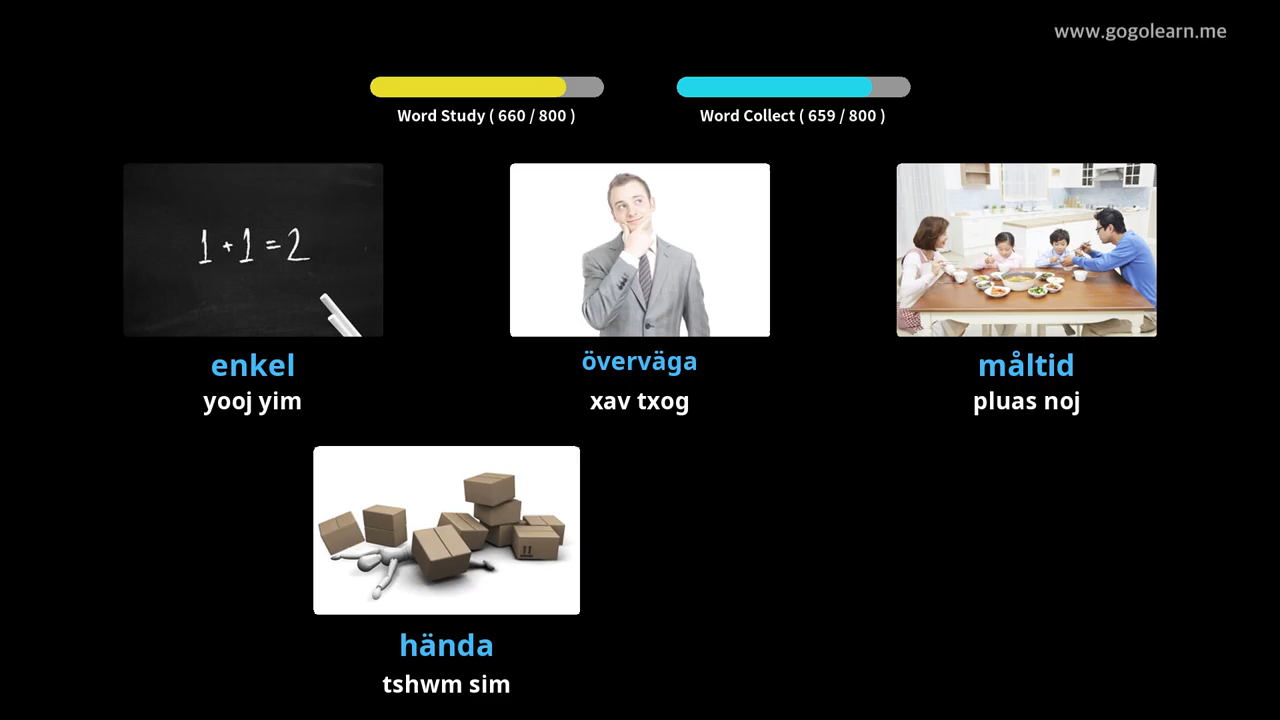 www.gogolearn.me
Word Study ( 660 / 800 )
Word Collect ( 659 / 800 )
1 + 1 = 2
enkel
yooj yim
överväga
xav txog
måltid
pluas noj
hända
tshwm sim